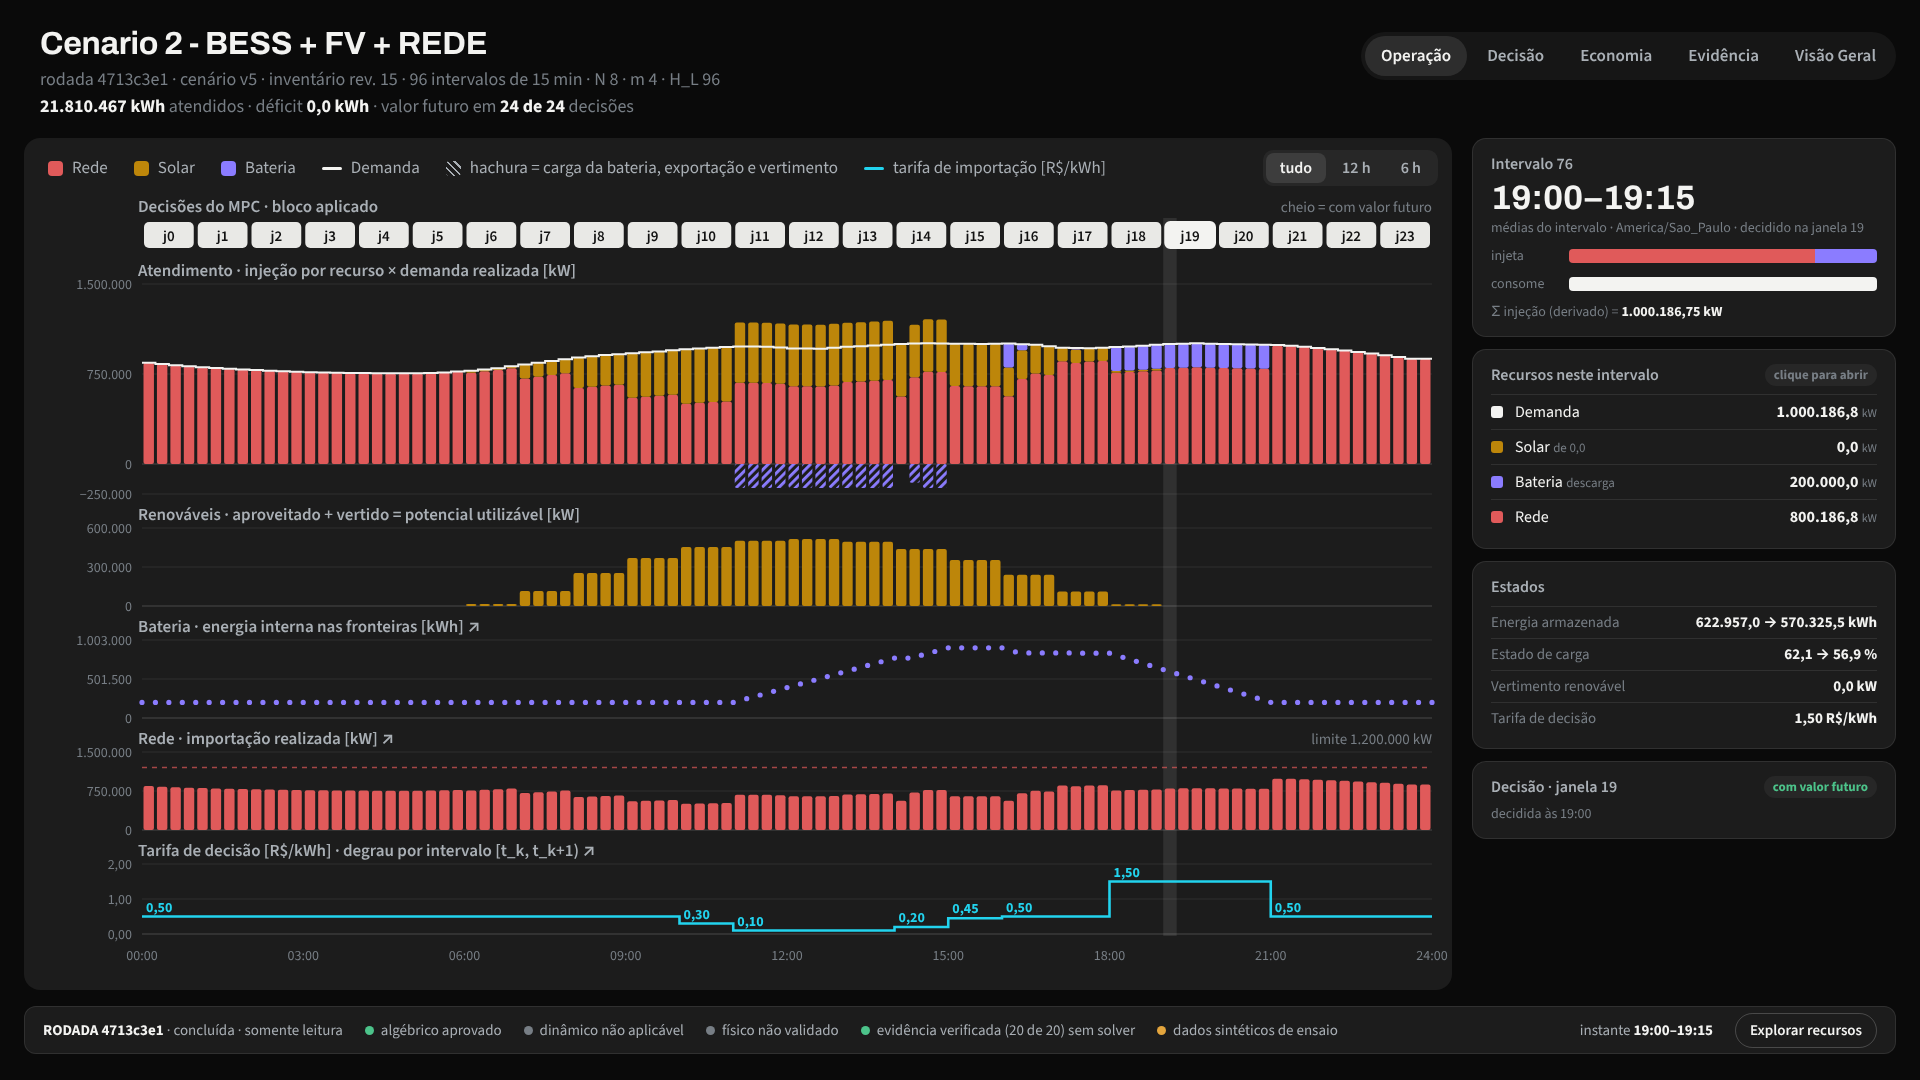 Cenario 2 - BESS + FV + REDE
rodada 4713c3e1 · cenário v5 · inventário rev. 15 · 96 intervalos de 15 min · N 8 · m 4 · H_L 96
21.810.467 kWh atendidos · déficit 0,0 kWh · valor futuro em 24 de 24 decisões
Operação Decisão Economia Evidência Visão Geral
Rede Solar Bateria Demanda hachura = carga da bateria, exportação e vertimento tarifa de importação [R$/kWh]
tudo 12 h 6 h
Decisões do MPC · bloco aplicado
cheio = com valor futuro
j0 j1 j2 j3 j4 j5 j6 j7 j8 j9 j10 j11 j12 j13 j14 j15 j16 j17 j18 j19 j20 j21 j22 j23
Atendimento · injeção por recurso × demanda realizada [kW]
1.500.000
750.000
0
−250.000
Renováveis · aproveitado + vertido = potencial utilizável [kW]
600.000
300.000
0
Bateria · energia interna nas fronteiras [kWh] ↗
1.003.000
501.500
0
Rede · importação realizada [kW] ↗
limite 1.200.000 kW
1.500.000
750.000
0
Tarifa de decisão [R$/kWh] · degrau por intervalo [t_k, t_k+1) ↗
2,00
1,00
0,00
0,50 0,30 0,10 0,20 0,45 0,50 1,50 0,50
00:00 03:00 06:00 09:00 12:00 15:00 18:00 21:00 24:00
Intervalo 76
19:00–19:15
médias do intervalo · America/Sao_Paulo · decidido na janela 19
injeta
consome
Σ injeção (derivado) = 1.000.186,75 kW
Recursos neste intervalo
clique para abrir
Demanda 1.000.186,8 kW
Solar de 0,0 0,0 kW
Bateria descarga 200.000,0 kW
Rede 800.186,8 kW
Estados
Energia armazenada 622.957,0 → 570.325,5 kWh
Estado de carga 62,1 → 56,9 %
Vertimento renovável 0,0 kW
Tarifa de decisão 1,50 R$/kWh
Decisão · janela 19
com valor futuro
decidida às 19:00
RODADA 4713c3e1 · concluída · somente leitura algébrico aprovado dinâmico não aplicável físico não validado evidência verificada (20 de 20) sem solver dados sintéticos de ensaio
instante 19:00–19:15 Explorar recursos